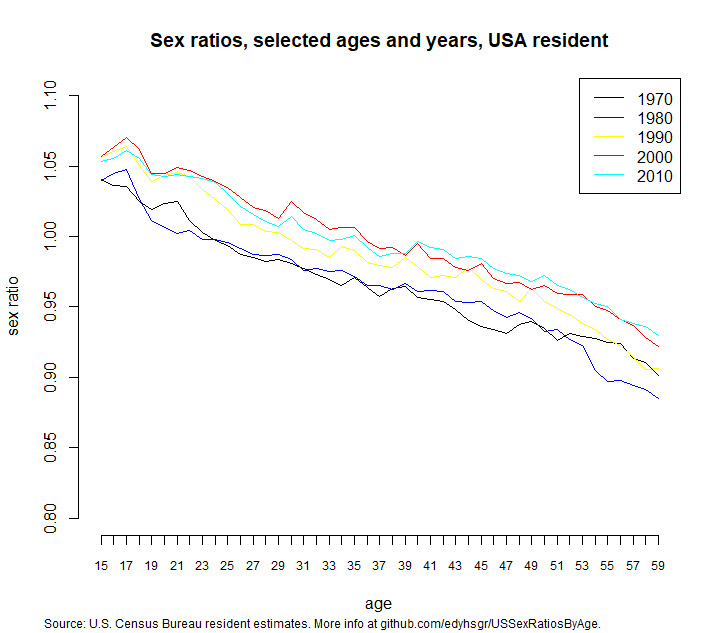 Sex ratios, selected ages and years, USA resident
1970
1980
1990
2000
2010
1.10
1.05
1.00
0.95
0.90
0.85
0.80
sex ratio
15 17 19 21 23 25 27 29 31 33 35 37 39 41 43 45 47 49 51 53 55 57 59
age
Source: U.S. Census Bureau resident estimates. More info at github.com/edyhsgr/USSexRatiosByAge.